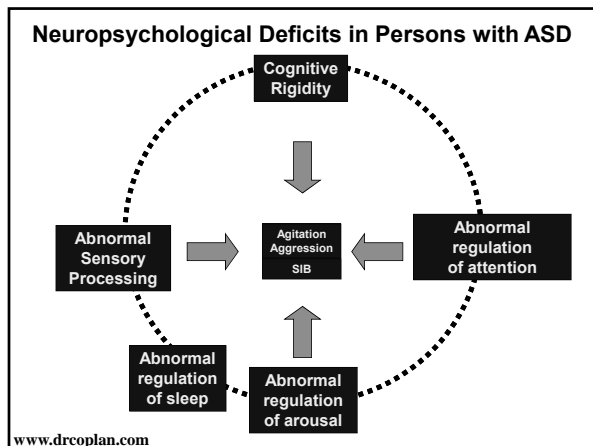 Neuropsychological Deficits in Persons with ASD
Cognitive
Rigidity
Abnormal
Sensory
Processing
Agitation
Aggression
SIB
Abnormal
regulation
of attention
Abnormal
regulation
of sleep
Abnormal
regulation
of arousal
www.drcoplan.com